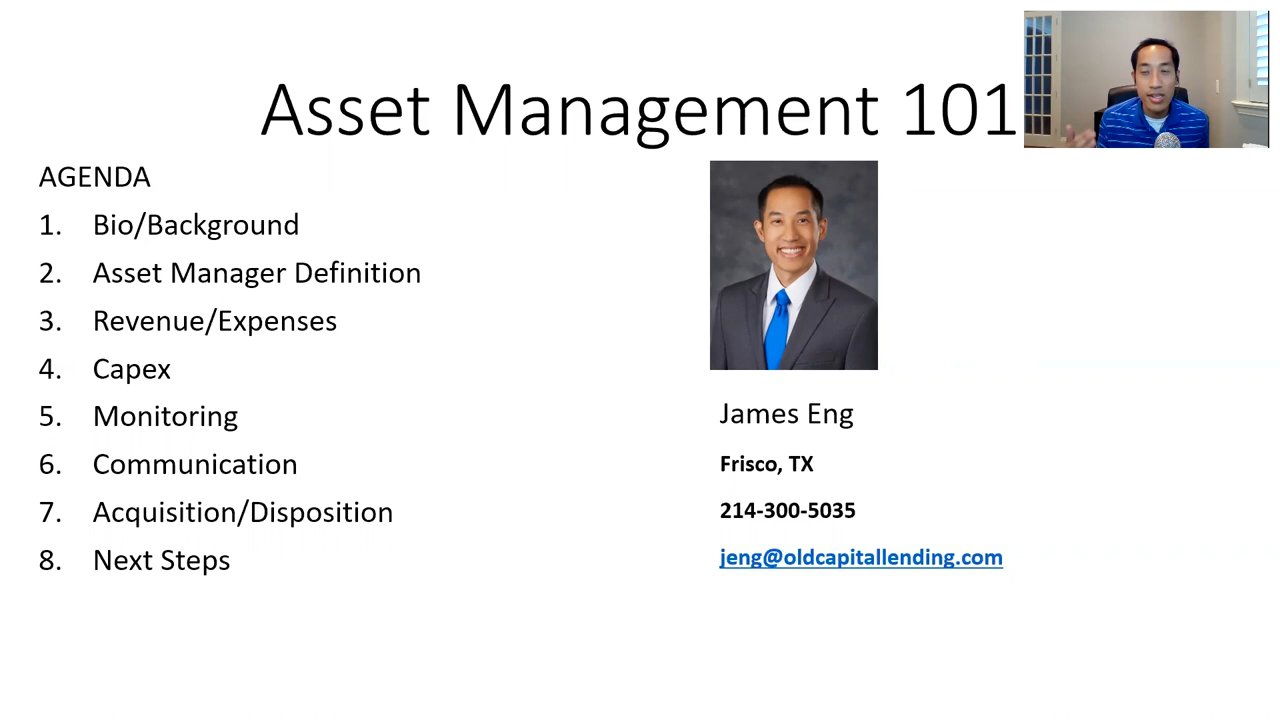 Asset Management 101
AGENDA
1. Bio/Background
2. Asset Manager Definition
3. Revenue/Expenses
4. Capex
5. Monitoring
6. Communication
7. Acquisition/Disposition
8. Next Steps
James Eng
Frisco, TX
214-300-5035
jeng@oldcapitallending.com